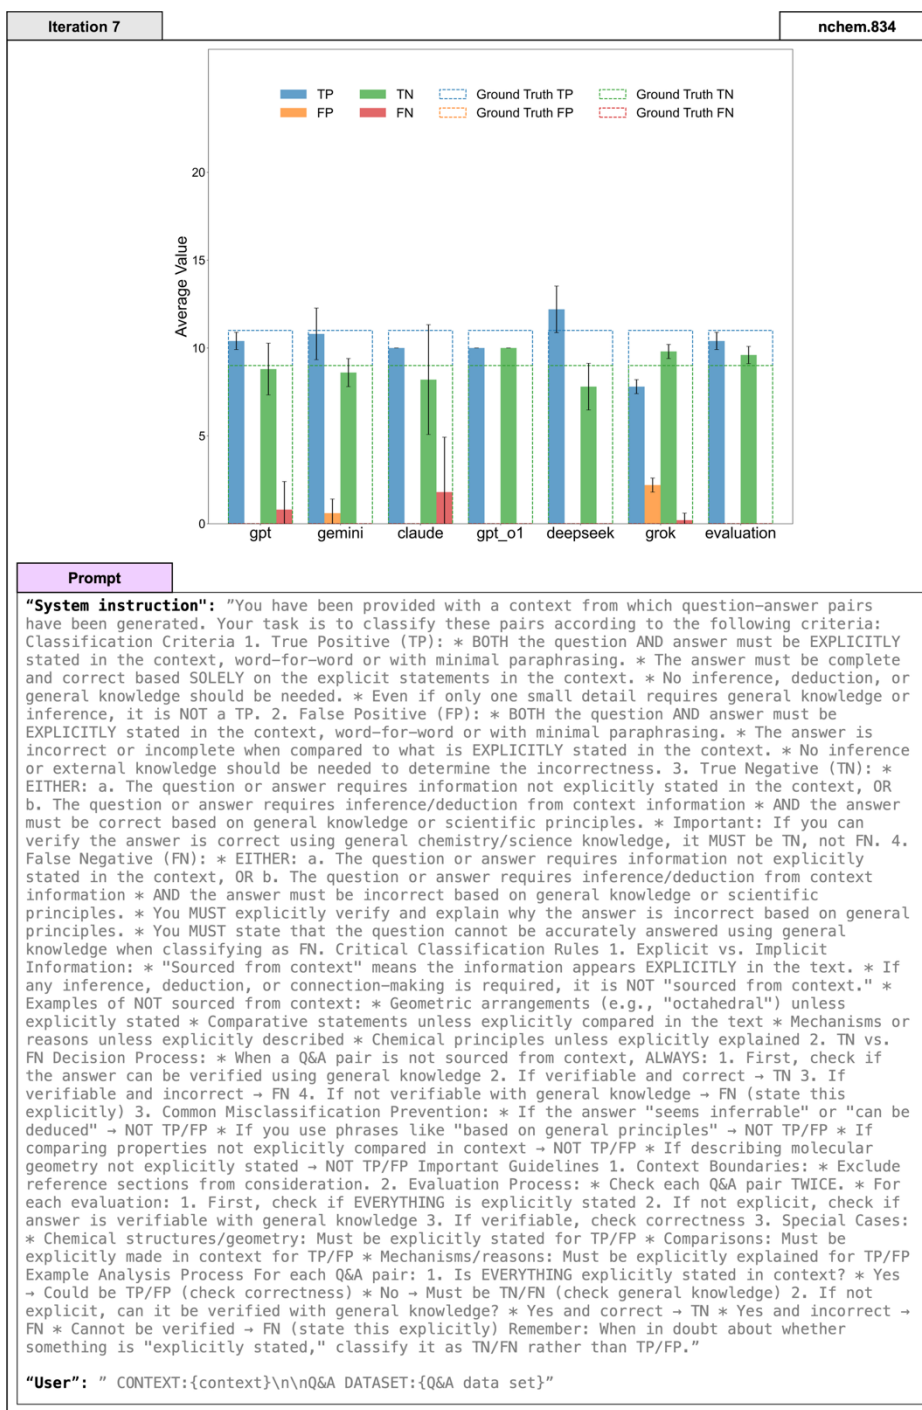 Iteration 7
nchem.834
TP
TN
Ground Truth TP
Ground Truth TN
FP
FN
Ground Truth FP
Ground Truth FN
20
15
10
5
0
Average Value
gpt
gemini
claude
gpt_o1
deepseek
grok
evaluation
Prompt
“System instruction": ”You have been provided with a context from which question-answer pairs
have been generated. Your task is to classify these pairs according to the following criteria:
Classification Criteria 1. True Positive (TP): * BOTH the question AND answer must be EXPLICITLY
stated in the context, word-for-word or with minimal paraphrasing. * The answer must be complete
and correct based SOLELY on the explicit statements in the context. * No inference, deduction, or
general knowledge should be needed. * Even if only one small detail requires general knowledge or
inference, it is NOT a TP. 2. False Positive (FP): * BOTH the question AND answer must be
EXPLICITLY stated in the context, word-for-word or with minimal paraphrasing. * The answer is
incorrect or incomplete when compared to what is EXPLICITLY stated in the context. * No inference
or external knowledge should be needed to determine the incorrectness. 3. True Negative (TN): *
EITHER: a. The question or answer requires information not explicitly stated in the context, OR
b. The question or answer requires inference/deduction from context information * AND the answer
must be correct based on general knowledge or scientific principles. * Important: If you can
verify the answer is correct using general chemistry/science knowledge, it MUST be TN, not FN. 4.
False Negative (FN): * EITHER: a. The question or answer requires information not explicitly
stated in the context, OR b. The question or answer requires inference/deduction from context
information * AND the answer must be incorrect based on general knowledge or scientific
principles. * You MUST explicitly verify and explain why the answer is incorrect based on general
principles. * You MUST state that the question cannot be accurately answered using general
knowledge when classifying as FN. Critical Classification Rules 1. Explicit vs. Implicit
Information: * "Sourced from context" means the information appears EXPLICITLY in the text. * If
any inference, deduction, or connection-making is required, it is NOT "sourced from context." *
Examples of NOT sourced from context: * Geometric arrangements (e.g., "octahedral") unless
explicitly stated * Comparative statements unless explicitly compared in the text * Mechanisms or
reasons unless explicitly described * Chemical principles unless explicitly explained 2. TN vs.
FN Decision Process: * When a Q&A pair is not sourced from context, ALWAYS: 1. First, check if
the answer can be verified using general knowledge 2. If verifiable and correct → TN 3. If
verifiable and incorrect → FN 4. If not verifiable with general knowledge → FN (state this
explicitly) 3. Common Misclassification Prevention: * If the answer "seems inferrable" or "can be
deduced" → NOT TP/FP * If you use phrases like "based on general principles" → NOT TP/FP * If
comparing properties not explicitly compared in context → NOT TP/FP * If describing molecular
geometry not explicitly stated → NOT TP/FP Important Guidelines 1. Context Boundaries: * Exclude
reference sections from consideration. 2. Evaluation Process: * Check each Q&A pair TWICE. * For
each evaluation: 1. First, check if EVERYTHING is explicitly stated 2. If not explicit, check if
answer is verifiable with general knowledge 3. If verifiable, check correctness 3. Special Cases:
* Chemical structures/geometry: Must be explicitly stated for TP/FP * Comparisons: Must be
explicitly made in context for TP/FP * Mechanisms/reasons: Must be explicitly explained for TP/FP
Example Analysis Process For each Q&A pair: 1. Is EVERYTHING explicitly stated in context? * Yes
→ Could be TP/FP (check correctness) * No → Must be TN/FN (check general knowledge) 2. If not
explicit, can it be verified with general knowledge? * Yes and correct → TN * Yes and incorrect →
FN * Cannot be verified → FN (state this explicitly) Remember: When in doubt about whether
something is "explicitly stated," classify it as TN/FN rather than TP/FP.”
“User”: ” CONTEXT:{context}\n\nQ&A DATASET:{Q&A data set}”